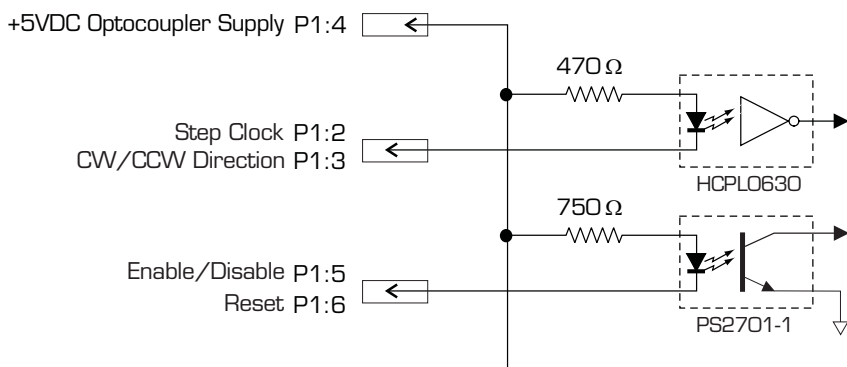 +5VDC Optocoupler Supply P1:4
470 Ω
Step Clock P1:2
CW/CCW Direction P1:3
HCPL0630
750 Ω
Enable/Disable P1:5
Reset P1:6
PS2701-1